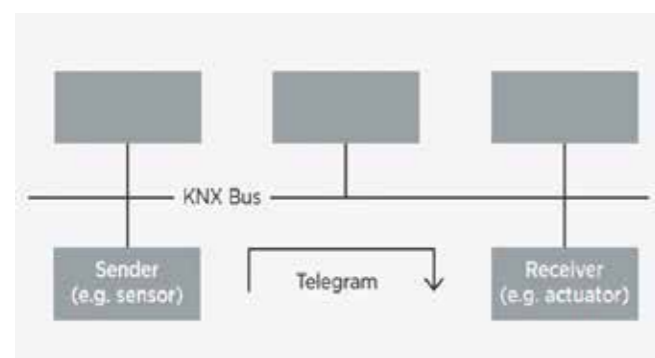 KNX Bus
Sender
(e.g. sensor)
Telegram
Receiver
(e.g. actuator)